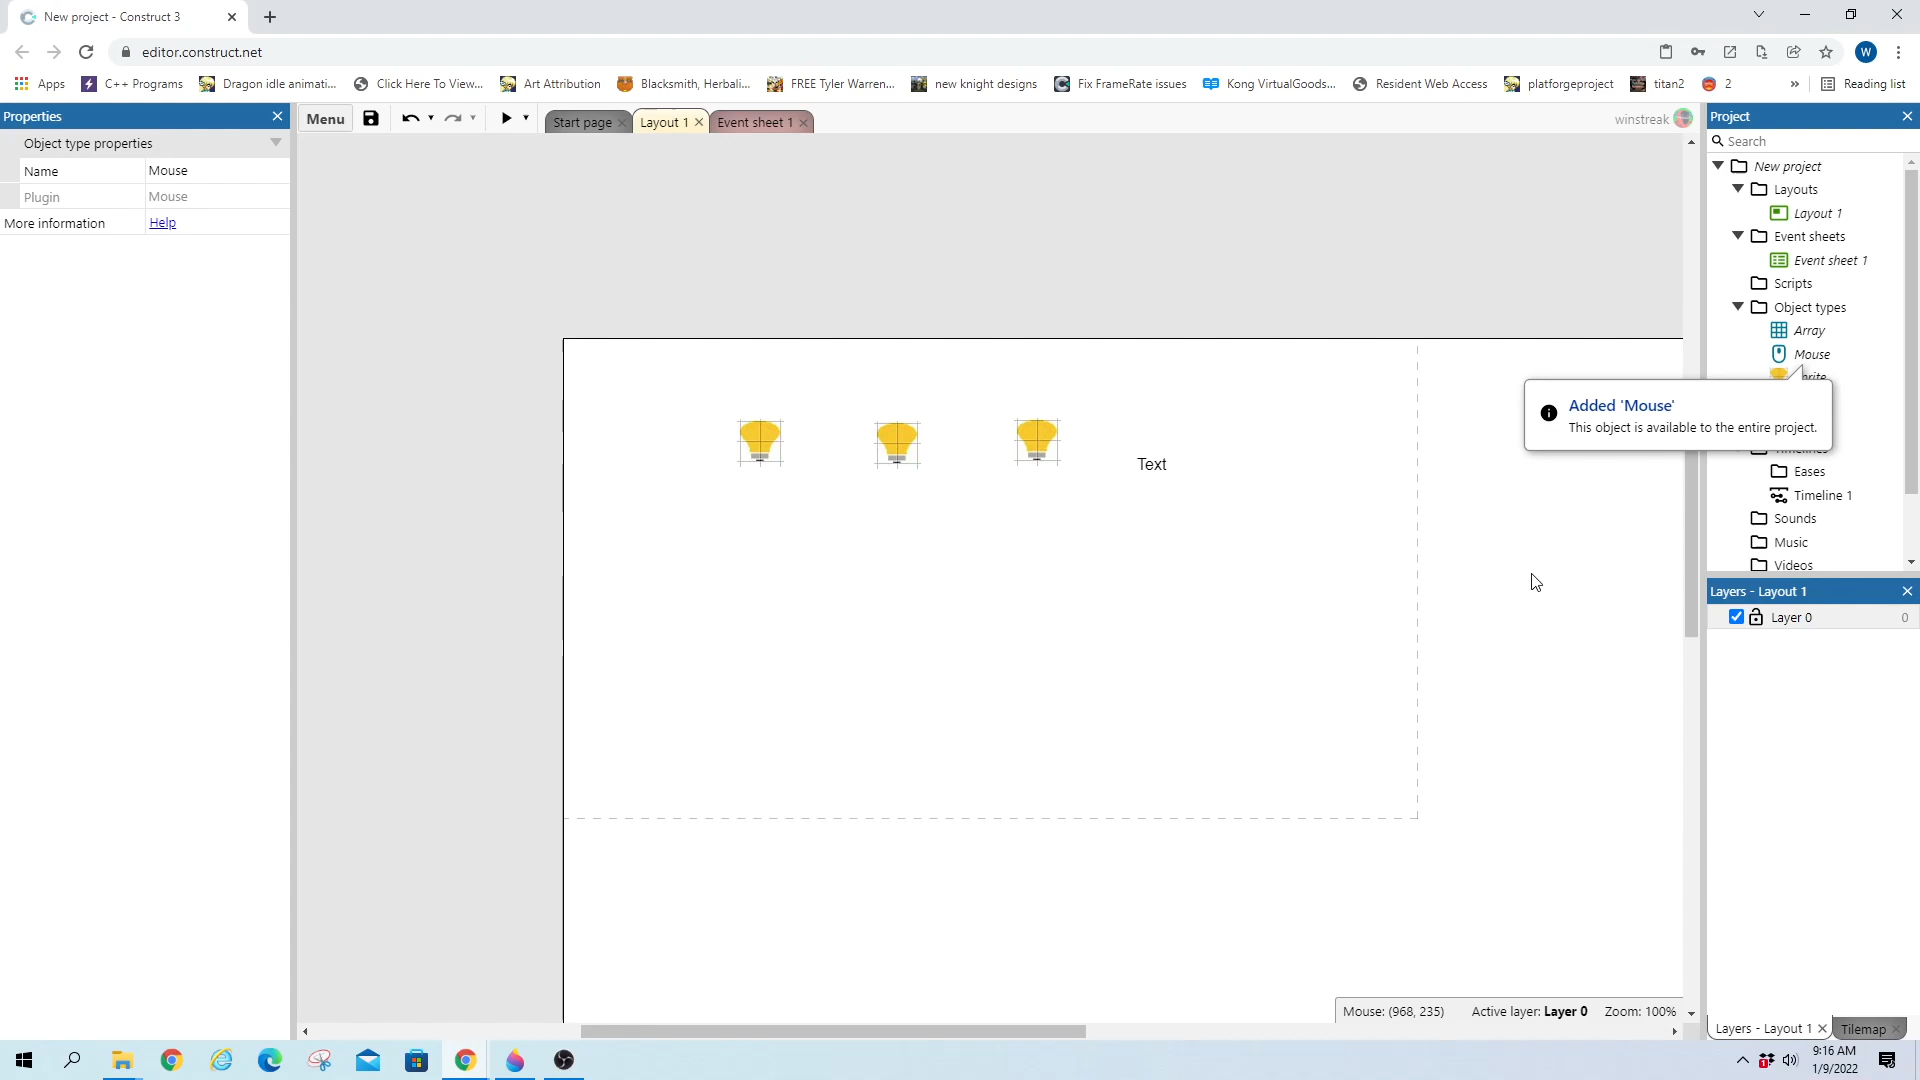 New project - Construct 3
editor.construct.net
W
Apps
C++ Programs
Dragon idle animati...
Click Here To View...
Art Attribution
Blacksmith, Herbali...
FREE Tyler Warren...
new knight designs
Fix FrameRate issues
Kong VirtualGoods...
Resident Web Access
platforgeproject
titan2
2
Reading list
Properties
Menu
Start page
Layout 1
Event sheet 1
winstreak
Project
Object type properties
Name Mouse
Plugin Mouse
More information Help
Search
New project
Layouts
Layout 1
Event sheets
Event sheet 1
Scripts
Object types
Array
Mouse
Added 'Mouse'
This object is available to the entire project.
Eases
Timeline 1
Sounds
Music
Videos
Text
Layers - Layout 1
Layer 0 0
Mouse: (968, 235) Active layer: Layer 0 Zoom: 100%
Layers - Layout 1
Tilemap
9:16 AM
1/9/2022